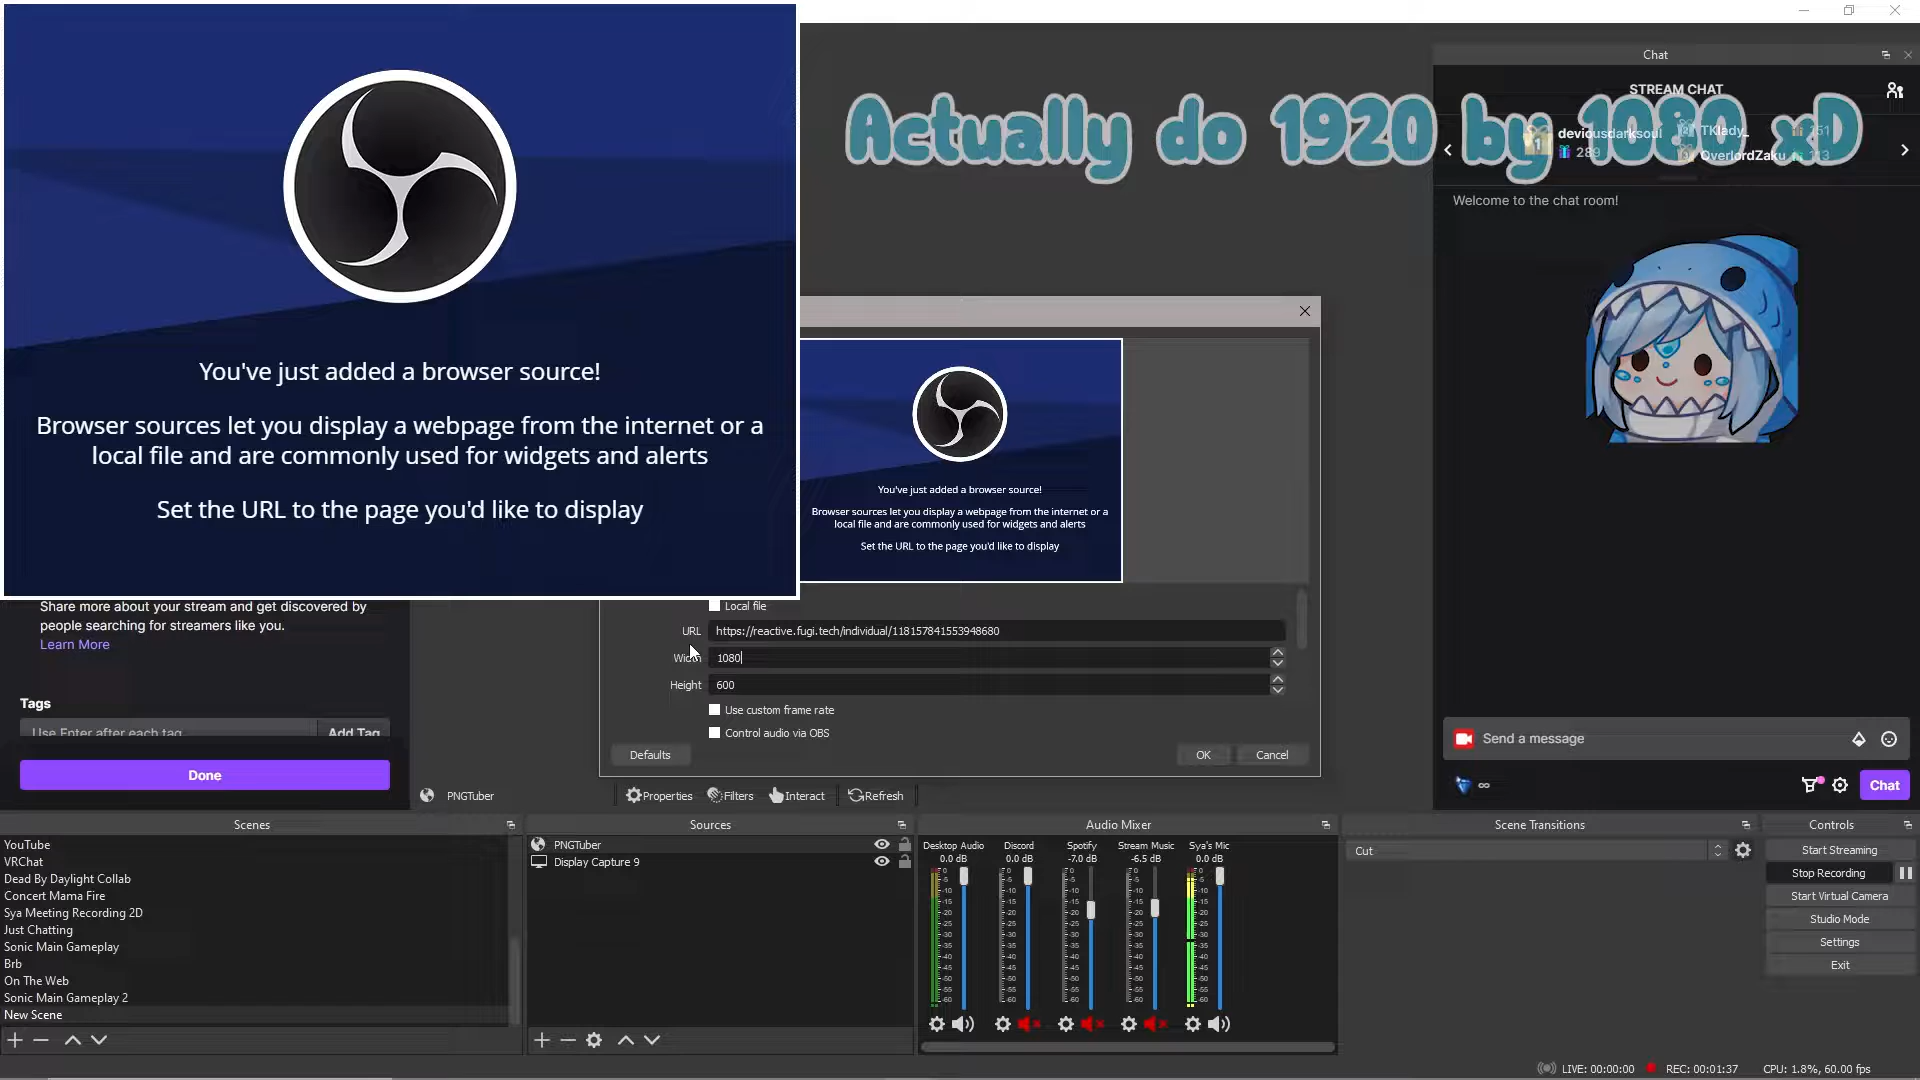 You've just added a browser source!
Browser sources let you display a webpage from the internet or a
local file and are commonly used for widgets and alerts
Set the URL to the page you'd like to display
Actually do 1920 by 1080 xD
Chat
STREAM CHAT
deviousdarksoul
289
TKlady_
151
OverlordZaku
113
Welcome to the chat room!
You've just added a browser source!
Browser sources let you display a webpage from the internet or a
local file and are commonly used for widgets and alerts
Set the URL to the page you'd like to display
Local file
URL
https://reactive.fugi.tech/individual/118157841553948680
Width
1080
Height
600
Use custom frame rate
Control audio via OBS
Defaults
OK
Cancel
Share more about your stream and get discovered by
people searching for streamers like you.
Learn More
Tags
Use Enter after each tag
Add Tag
Done
Send a message
∞
Chat
PNGTuber
Properties
Filters
Interact
Refresh
Scenes
YouTube
VRChat
Dead By Daylight Collab
Concert Mama Fire
Sya Meeting Recording 2D
Just Chatting
Sonic Main Gameplay
Brb
On The Web
Sonic Main Gameplay 2
New Scene
Sources
PNGTuber
Display Capture 9
Audio Mixer
Desktop Audio
0.0 dB
Discord
0.0 dB
Spotify
-7.0 dB
Stream Music
-6.5 dB
Sya's Mic
0.0 dB
Scene Transitions
Cut
Controls
Start Streaming
Stop Recording
Start Virtual Camera
Studio Mode
Settings
Exit
LIVE: 00:00:00
REC: 00:01:37
CPU: 1.8%, 60.00 fps